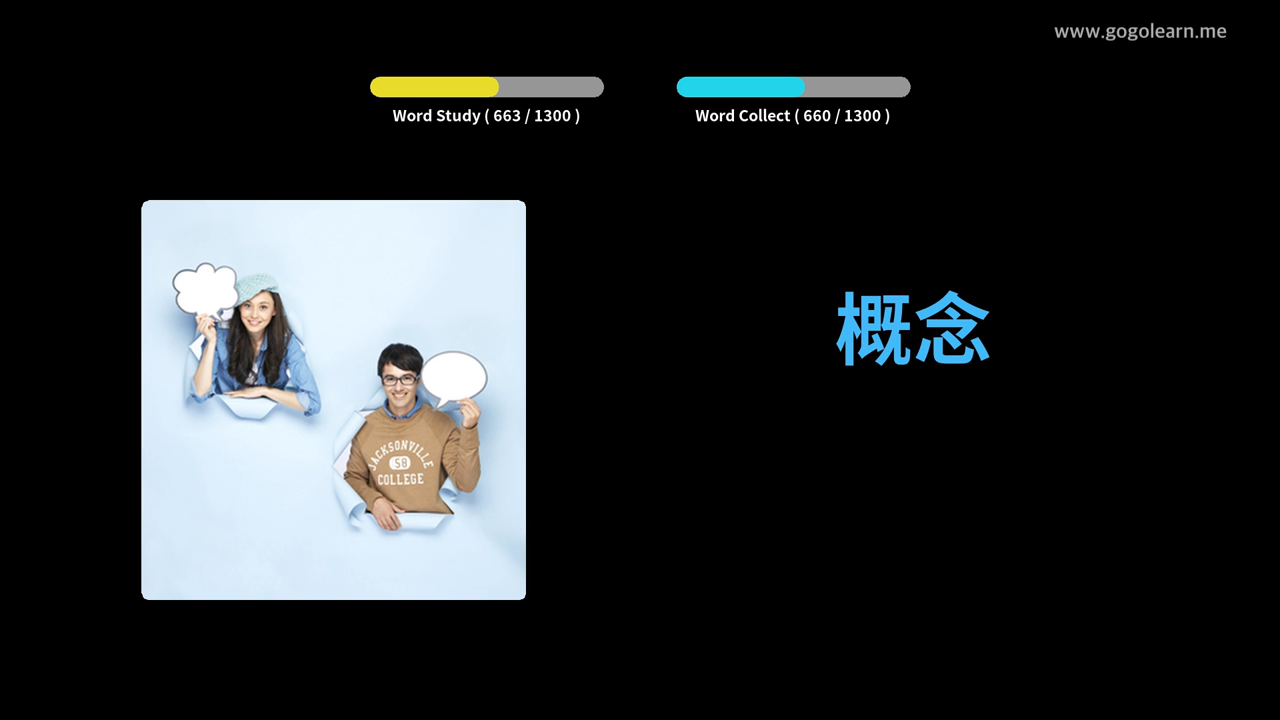 www.gogolearn.me
Word Study ( 663 / 1300 )
Word Collect ( 660 / 1300 )
概念
JACKSONVILLE
58
COLLEGE